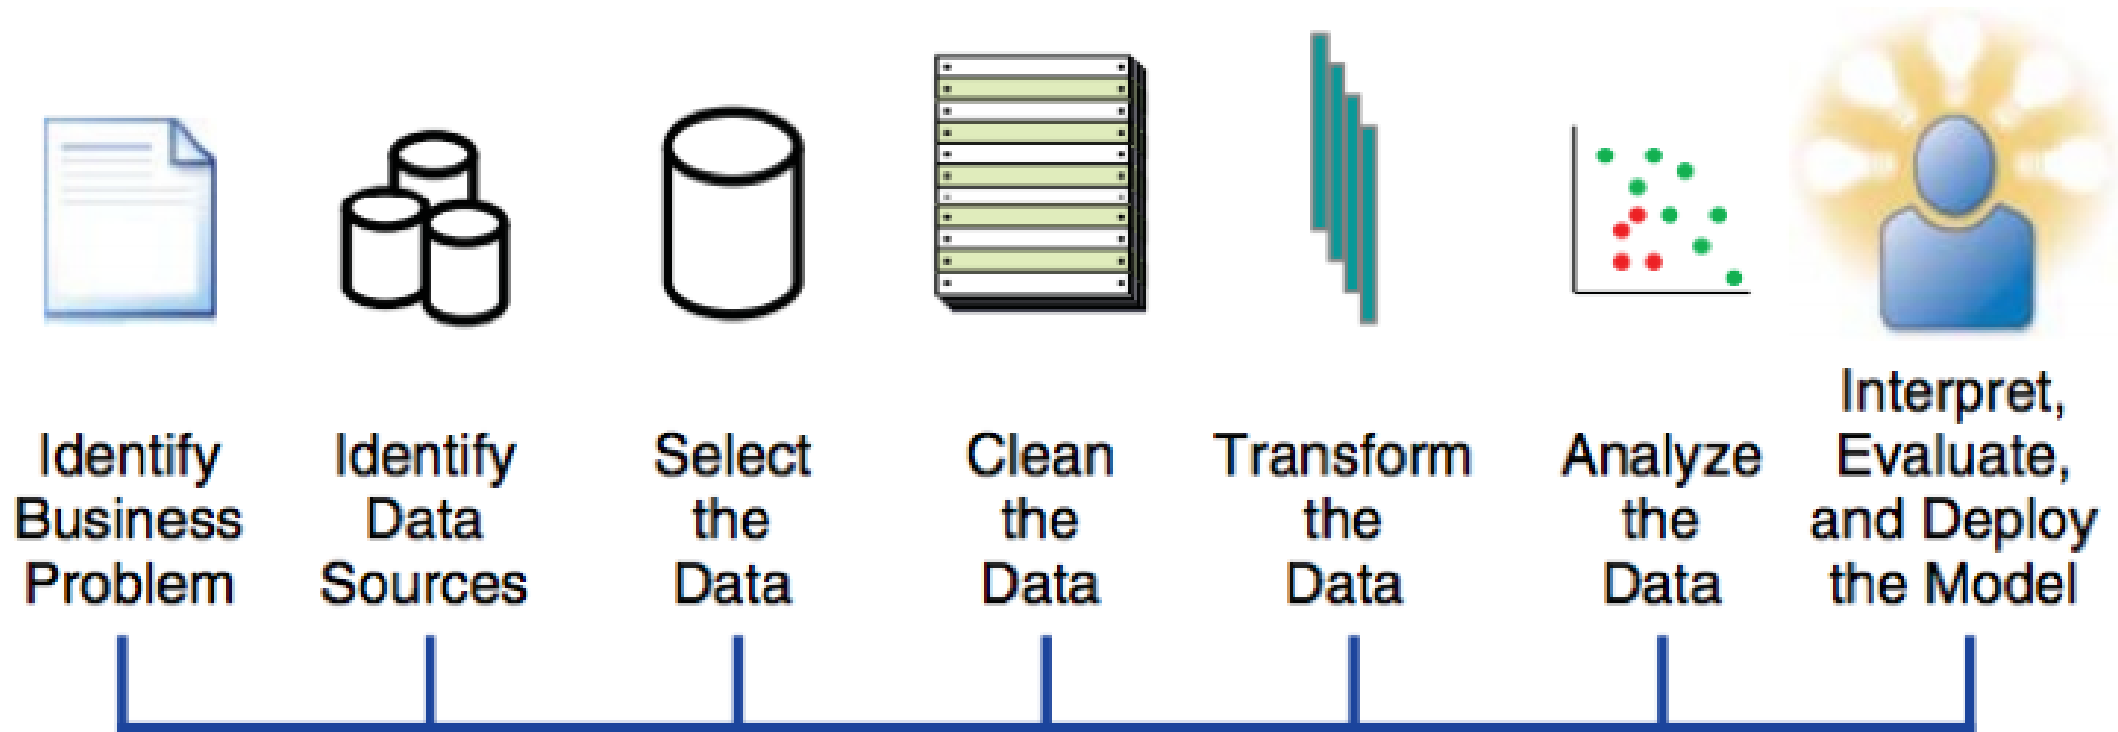 Identify
Business
Problem
Identify
Data
Sources
Select
the
Data
Clean
the
Data
Transform
the
Data
Analyze
the
Data
Interpret,
Evaluate,
and Deploy
the Model